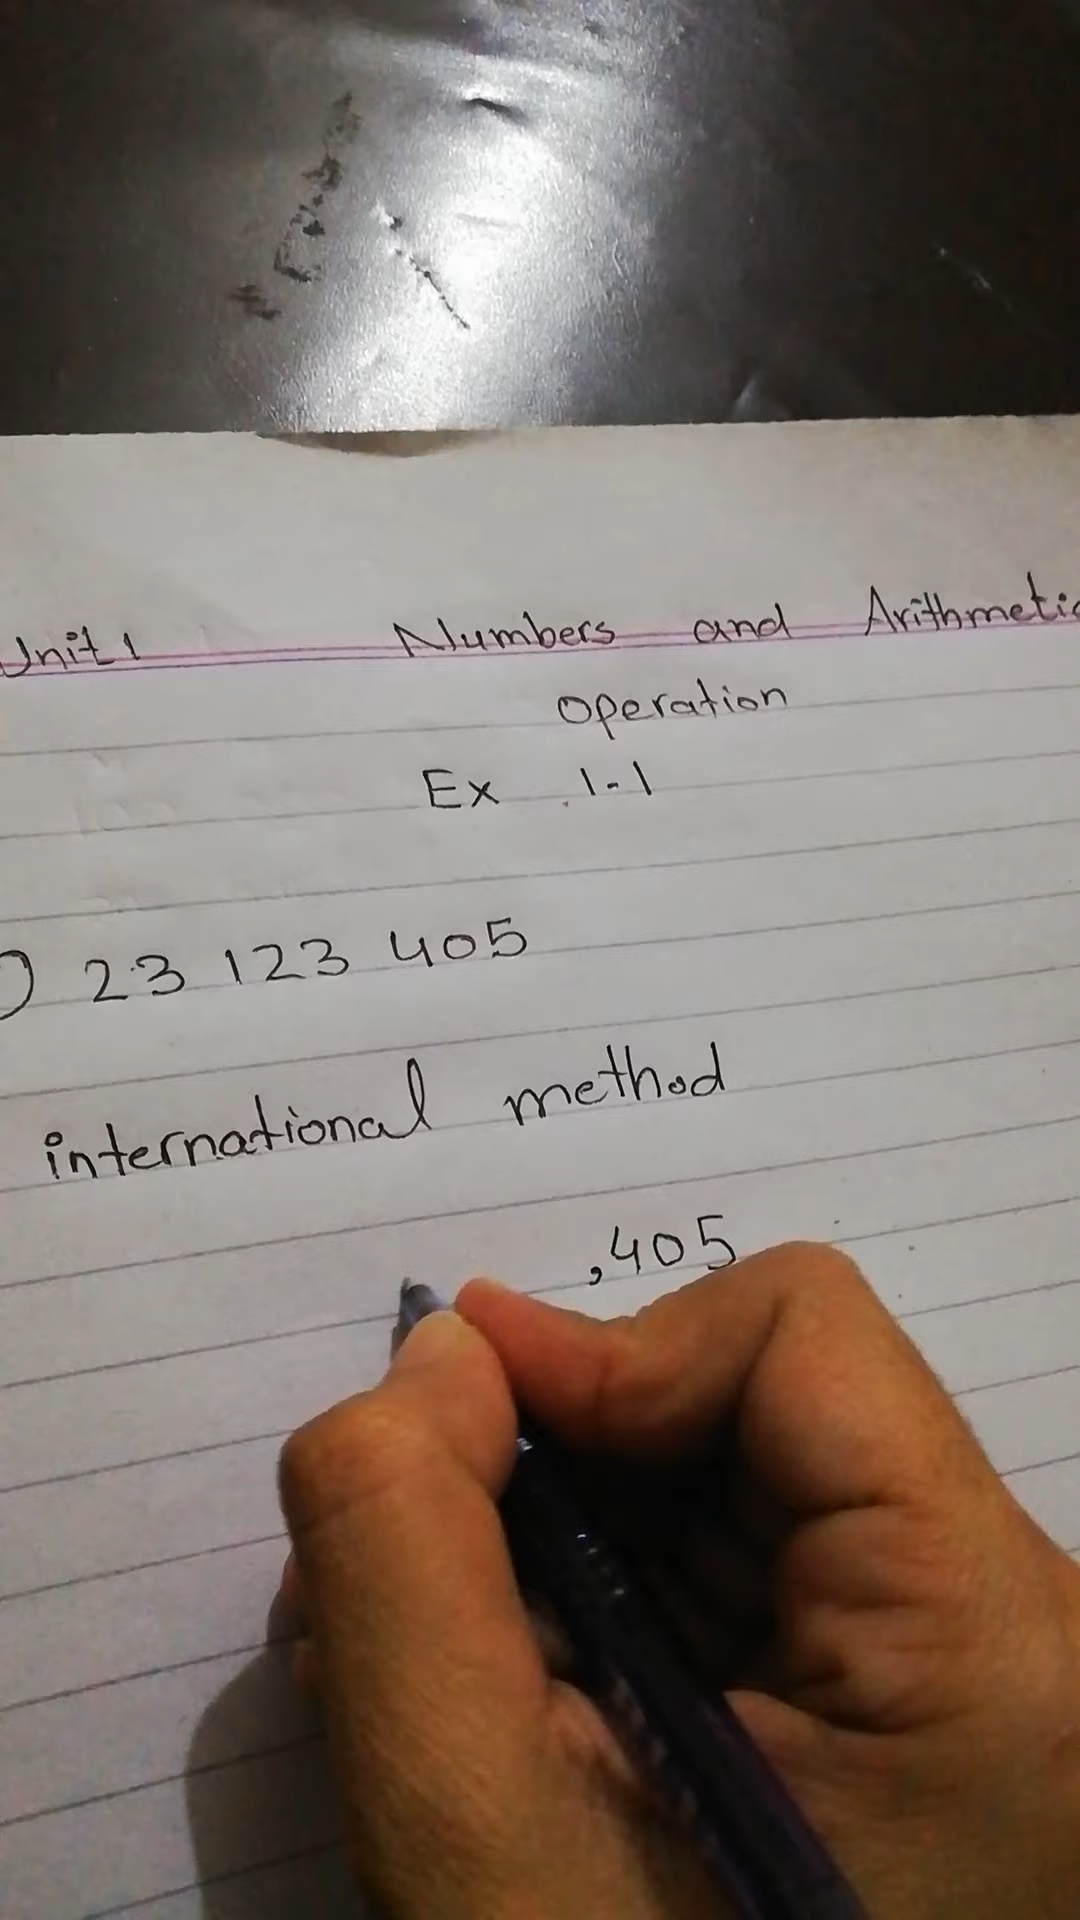 Unit 1 Numbers and Arithmetic
Operation
Ex 1-1
) 23 123 405
international method
,405